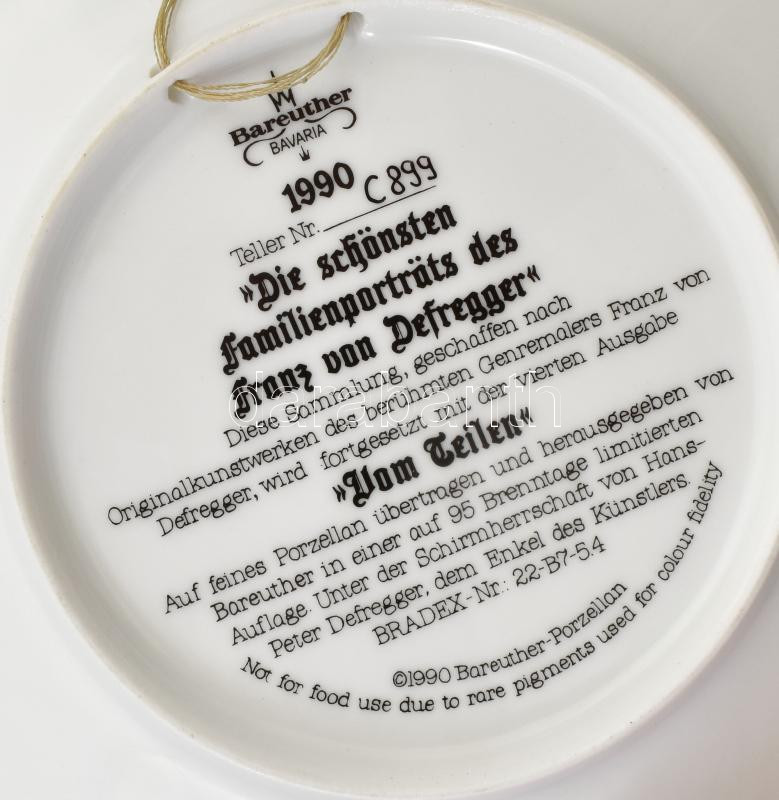 Bareuther
BAVARIA
1990
Teller Nr. C 899
»Die schönsten
Familienporträts des
Franz von Defregger«
Diese Sammlung, geschaffen nach
Originalkunstwerken des berühmten Genremalers Franz von
Defregger, wird fortgesetzt mit der vierten Ausgabe
»Vom Teilen«
Auf feines Porzellan übertragen und herausgegeben von
Bareuther in einer auf 95 Brenntage limitierten
Auflage. Unter der Schirmherrschaft von Hans-
Peter Defregger, dem Enkel des Künstlers.
BRADEX-Nr.: 22-B7-5.4
©1990 Bareuther-Porzellan
Not for food use due to rare pigments used for colour fidelity
darabanth